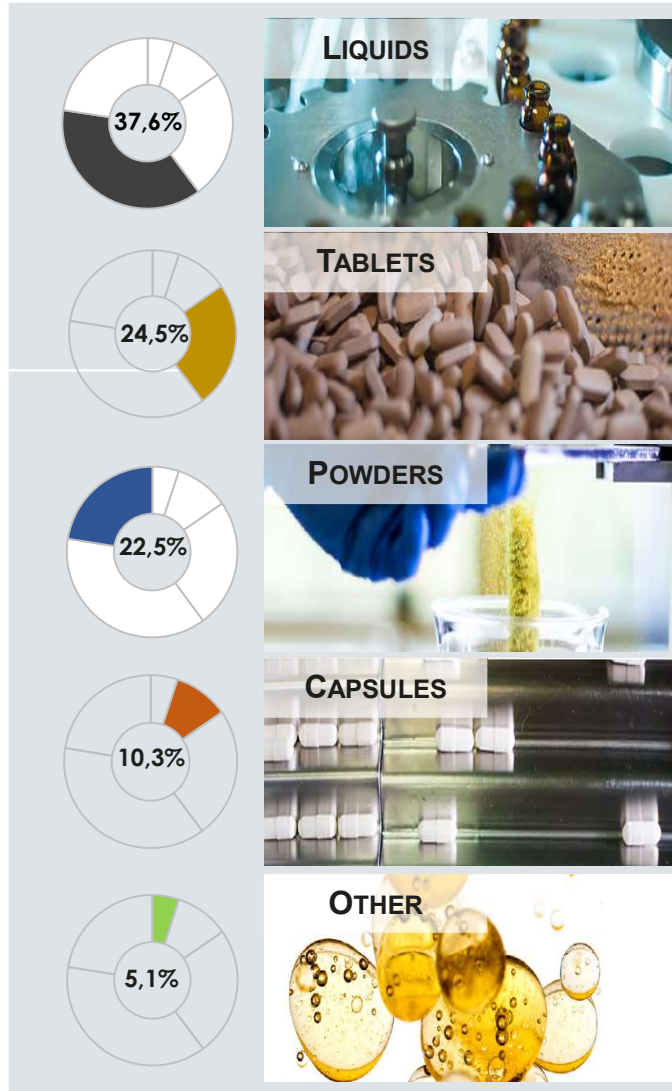 LIQUIDS
37,6%
TABLETS
24,5%
POWDERS
22,5%
CAPSULES
10,3%
OTHER
5,1%